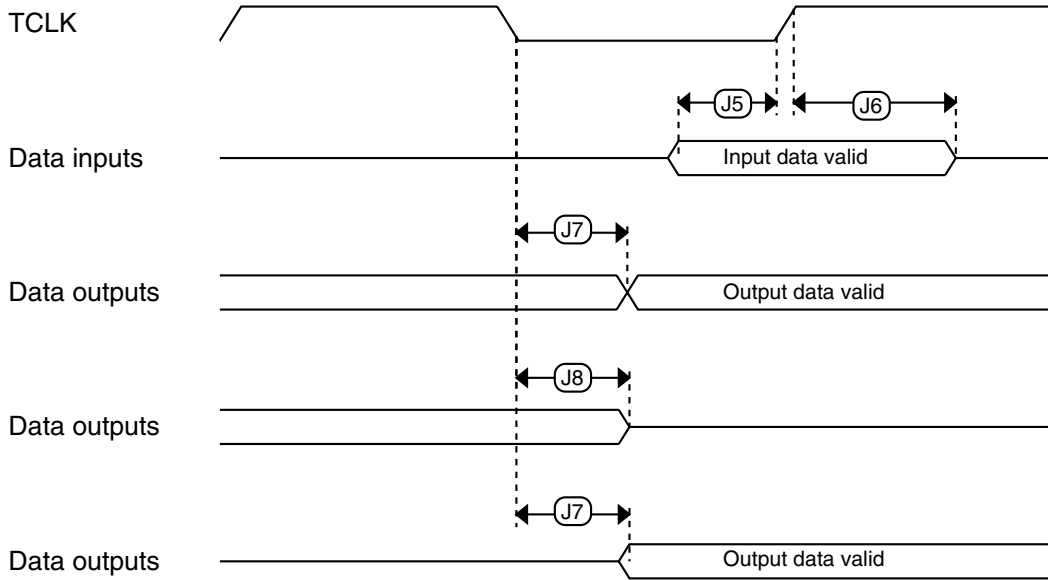 TCLK
J5
J6
Data inputs
Input data valid
J7
Data outputs
Output data valid
J8
Data outputs
J7
Data outputs
Output data valid